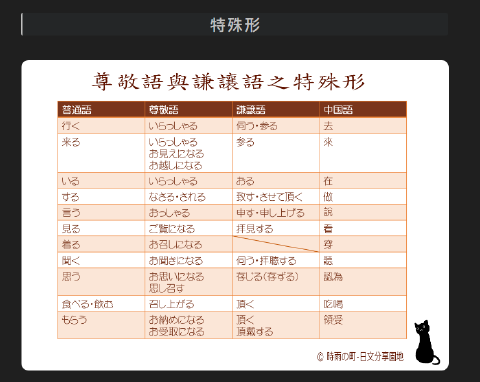 特殊形
尊敬語與謙讓語之特殊形
普通語 尊敬語 謙譲語 中国語
行く いらっしゃる 伺う・参る 去
来る いらっしゃる 参る 來
お見えになる
お越しになる
いる いらっしゃる おる 在
する なさる・される 致す・させて頂く 做
言う おっしゃる 申す・申し上げる 說
見る ご覧になる 拝見する 看
着る お召しになる 穿
聞く お聞きになる 伺う・拝聴する 聽
思う お思いになる 存じる(存ずる) 認為
思し召す
食べる・飲む 召し上がる 頂く 吃喝
もらう お納めになる 頂く 領受
お受取になる 頂戴する
© 時雨の町-日文分享園地